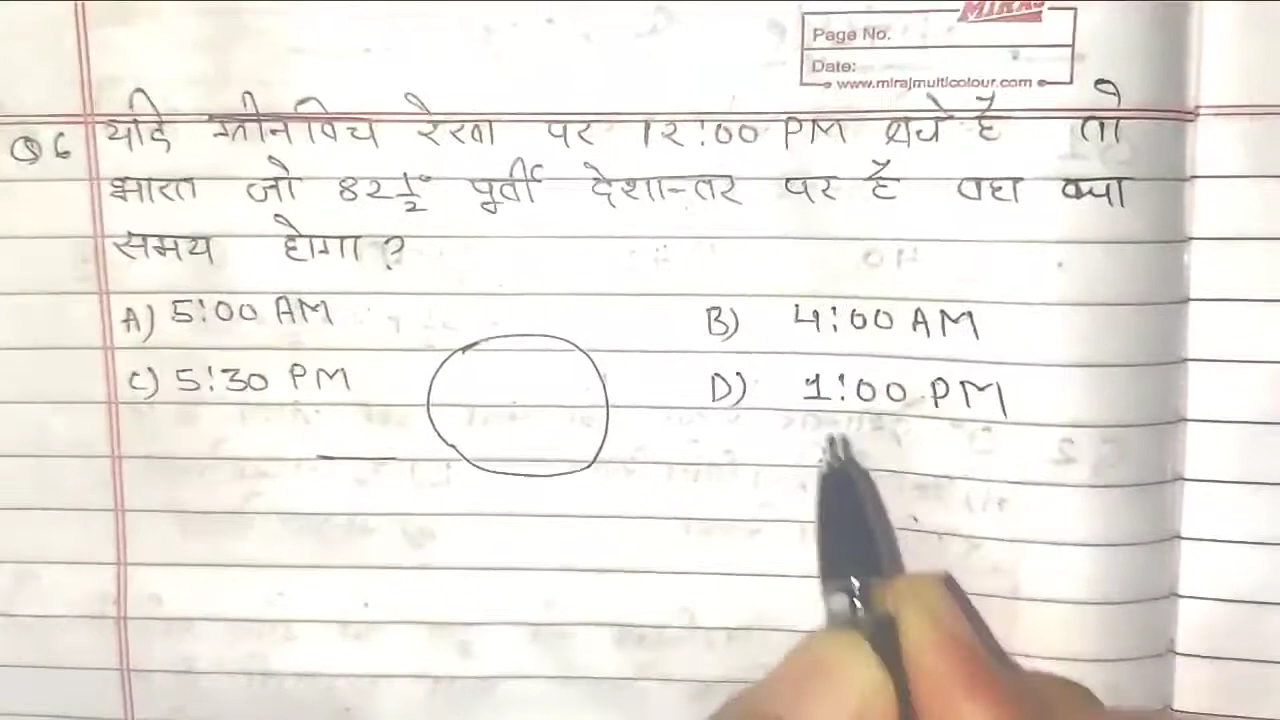 MIRAJ
Page No.
Date:
www.mirajmulticolour.com
Q6 यदि ग्रीनविच रेखा पर 12:00 PM बजे है तो
भारत जो 82½° पूर्वी देशान्तर पर है वहा क्या
समय होगा?
A) 5:00 AM B) 4:00 AM
C) 5:30 PM D) 1:00 PM